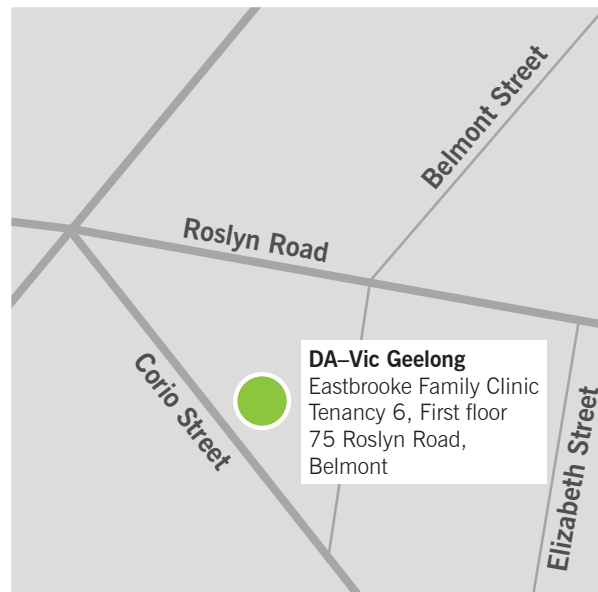 Belmont Street
Roslyn Road
DA–Vic Geelong
Eastbrooke Family Clinic
Tenancy 6, First floor
75 Roslyn Road,
Belmont
Corio Street
Elizabeth Street